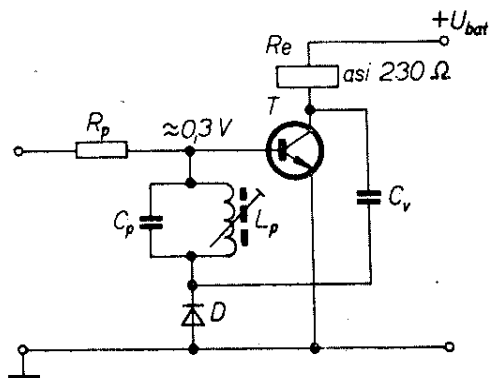 +U_bat
Re
asi 230 Ω
T
R_p
≈0,3 V
C_p
L_p
C_v
D